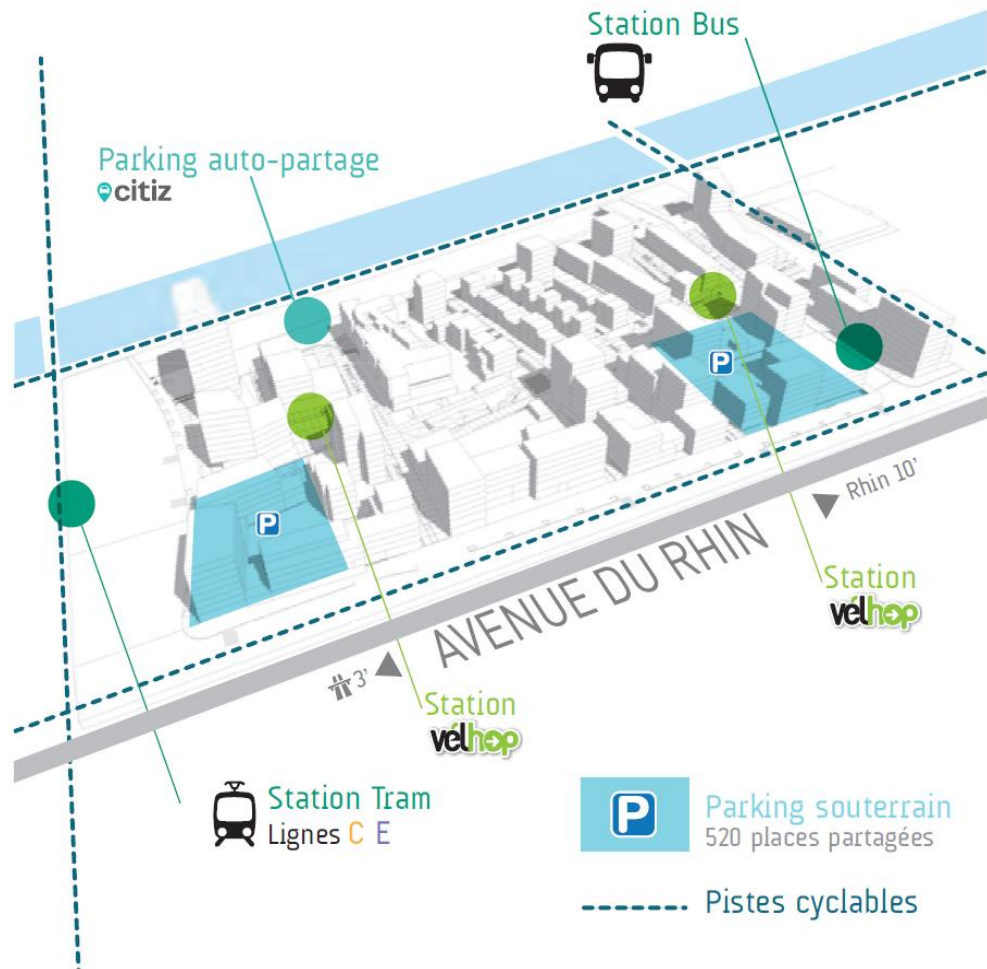 Station Bus
Parking auto-partage
citiz
P
P
Rhin 10'
AVENUE DU RHIN
Station
vélhop
3'
Station
vélhop
Station Tram
Lignes C E
P
Parking souterrain
520 places partagées
Pistes cyclables